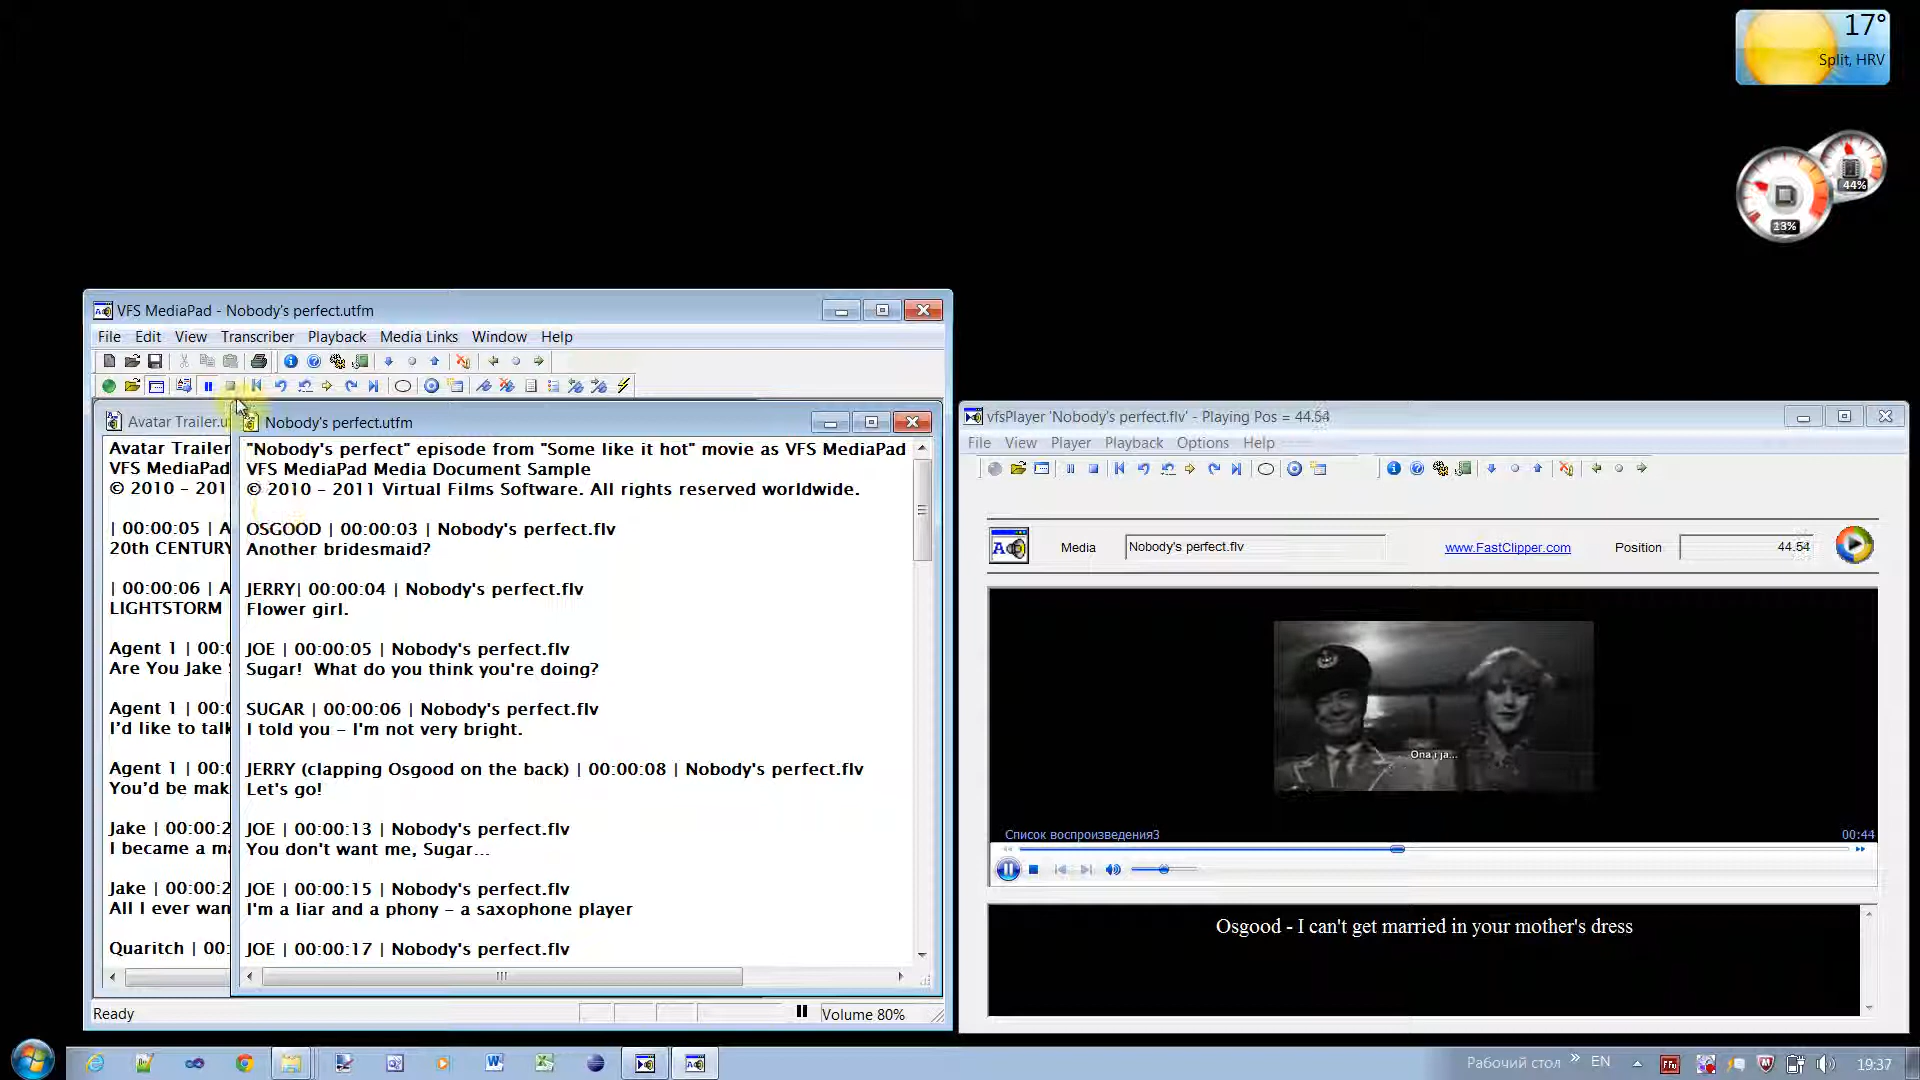 17°
Split, HRV
44%
13%
VFS MediaPad - Nobody's perfect.utfm
File Edit View Transcriber Playback Media Links Window Help
Avatar Trailer.u
Nobody's perfect.utfm
Avatar Trailer
VFS MediaPad
© 2010 - 201
| 00:00:05 | A
20th CENTURY
| 00:00:06 | A
LIGHTSTORM
Agent 1 | 00:0
Are You Jake
Agent 1 | 00:0
I'd like to talk
Agent 1 | 00:0
You'd be mak
Jake | 00:00:2
I became a ma
Jake | 00:00:2
All I ever wan
Quaritch | 00:
"Nobody's perfect" episode from "Some like it hot" movie as VFS MediaPad
VFS MediaPad Media Document Sample
© 2010 - 2011 Virtual Films Software. All rights reserved worldwide.
OSGOOD | 00:00:03 | Nobody's perfect.flv
Another bridesmaid?
JERRY| 00:00:04 | Nobody's perfect.flv
Flower girl.
JOE | 00:00:05 | Nobody's perfect.flv
Sugar!  What do you think you're doing?
SUGAR | 00:00:06 | Nobody's perfect.flv
I told you - I'm not very bright.
JERRY (clapping Osgood on the back) | 00:00:08 | Nobody's perfect.flv
Let's go!
JOE | 00:00:13 | Nobody's perfect.flv
You don't want me, Sugar...
JOE | 00:00:15 | Nobody's perfect.flv
I'm a liar and a phony - a saxophone player
JOE | 00:00:17 | Nobody's perfect.flv
Ready
Volume 80%
vfsPlayer 'Nobody's perfect.flv' - Playing Pos = 44.54
File View Player Playback Options Help
Media Nobody's perfect.flv www.FastClipper.com Position 44.54
Ona i ja...
Список воспроизведения3 00:44
Osgood - I can't get married in your mother's dress
Рабочий стол » EN 19:37